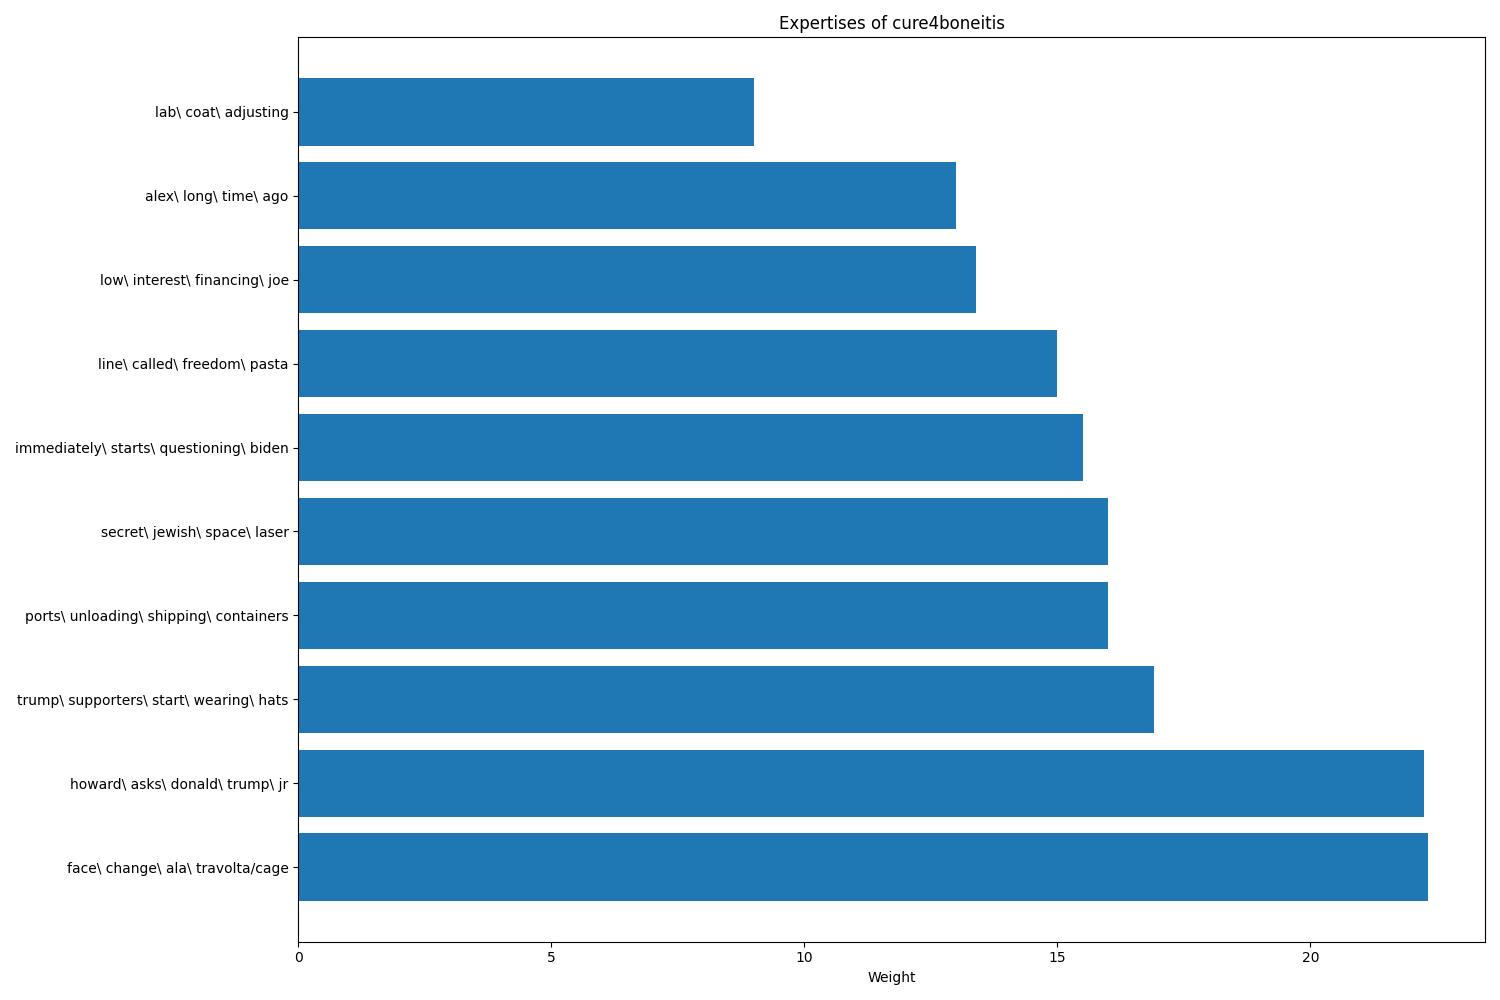 Expertises of cure4boneitis
lab\ coat\ adjusting
alex\ long\ time\ ago
low\ interest\ financing\ joe
line\ called\ freedom\ pasta
immediately\ starts\ questioning\ biden
secret\ jewish\ space\ laser
ports\ unloading\ shipping\ containers
trump\ supporters\ start\ wearing\ hats
howard\ asks\ donald\ trump\ jr
face\ change\ ala\ travolta/cage
0 5 10 15 20
Weight